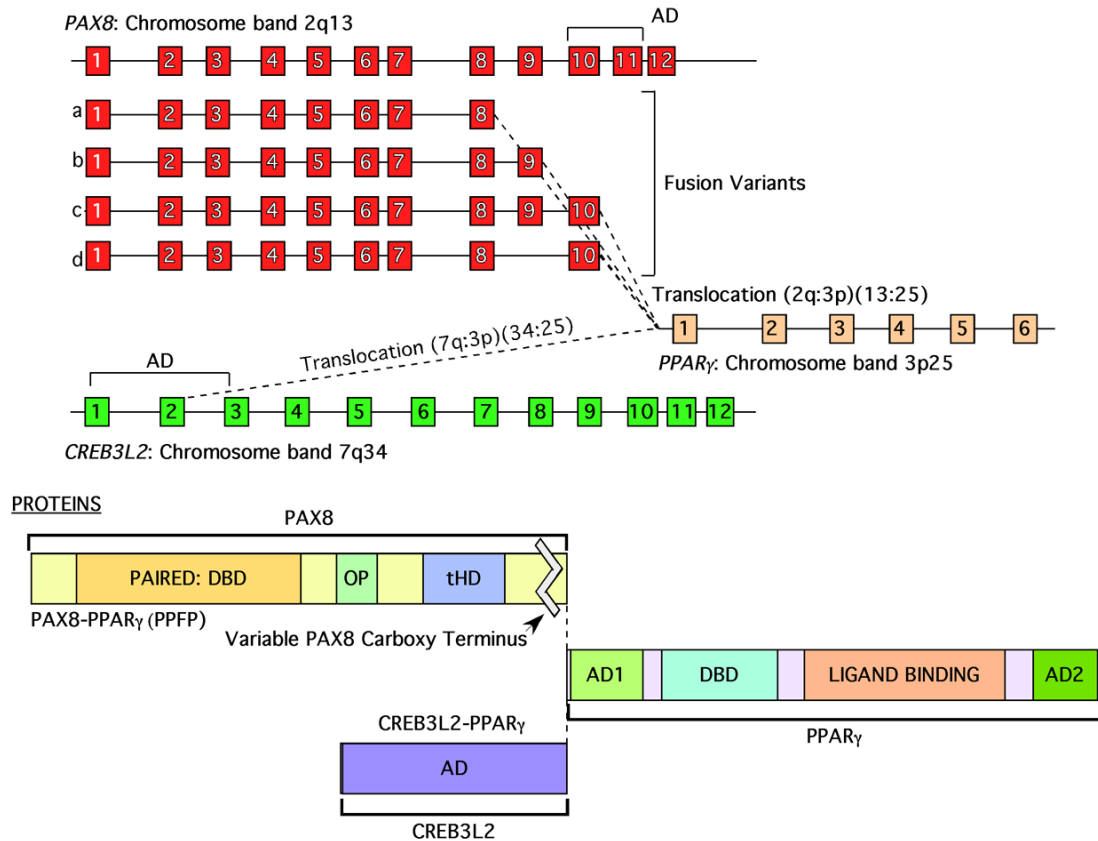 PAX8: Chromosome band 2q13
AD
1 2 3 4 5 6 7 8 9 10 11 12
a 1 2 3 4 5 6 7 8
b 1 2 3 4 5 6 7 8 9
Fusion Variants
c 1 2 3 4 5 6 7 8 9 10
d 1 2 3 4 5 6 7 8 10
Translocation (2q:3p)(13:25)
1 2 3 4 5 6
PPARγ: Chromosome band 3p25
Translocation (7q:3p)(34:25)
AD
1 2 3 4 5 6 7 8 9 10 11 12
CREB3L2: Chromosome band 7q34
PROTEINS
PAX8
PAIRED: DBD OP tHD
PAX8-PPARγ (PPFP)
Variable PAX8 Carboxy Terminus
AD1 DBD LIGAND BINDING AD2
PPARγ
CREB3L2-PPARγ
AD
CREB3L2